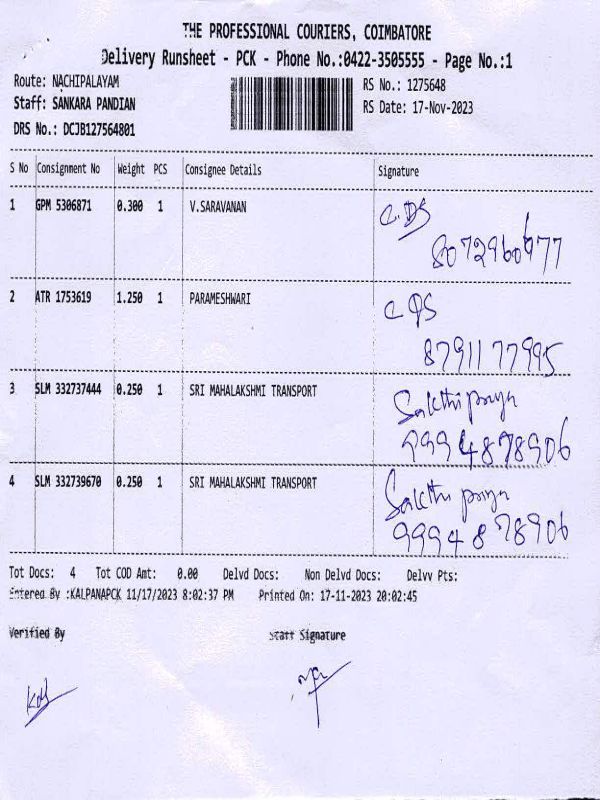 THE PROFESSIONAL COURIERS, COIMBATORE
Delivery Runsheet - PCK - Phone No.:0422-3505555 - Page No.:1
Route: NACHIPALAYAM
RS No.: 1275648
Staff: SANKARA PANDIAN
RS Date: 17-Nov-2023
DRS No.: DCJB127564801
S No Consignment No Weight PCS Consignee Details Signature
1 GPM 5306871 0.300 1 V.SARAVANAN
2 ATR 1753619 1.250 1 PARAMESHWARI
8791177995
3 SLM 332737444 0.250 1 SRI MAHALAKSHMI TRANSPORT Sakthi priya
9994878906
4 SLM 332739670 0.250 1 SRI MAHALAKSHMI TRANSPORT Sakthi priya
9994878906
Tot Docs: 4 Tot COD Amt: 0.00 Delvd Docs: Non Delvd Docs: Delvv Pts:
Entered By :KALPANAPCK 11/17/2023 8:02:37 PM Printed On: 17-11-2023 20:02:45
Verified By Staff Signature